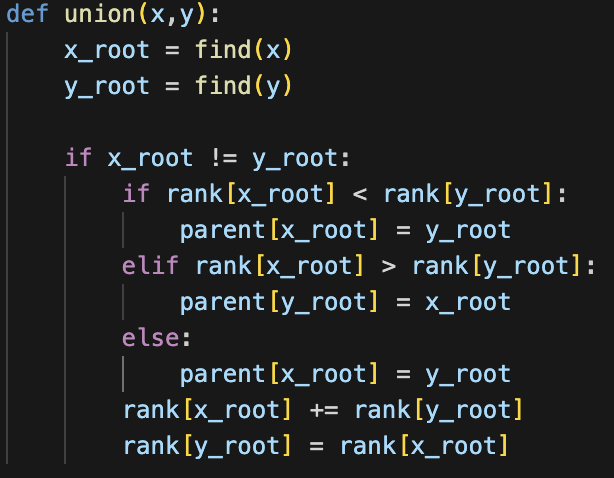 def union(x,y):
    x_root = find(x)
    y_root = find(y)

    if x_root != y_root:
        if rank[x_root] < rank[y_root]:
            parent[x_root] = y_root
        elif rank[x_root] > rank[y_root]:
            parent[y_root] = x_root
        else:
            parent[x_root] = y_root
        rank[x_root] += rank[y_root]
        rank[y_root] = rank[x_root]